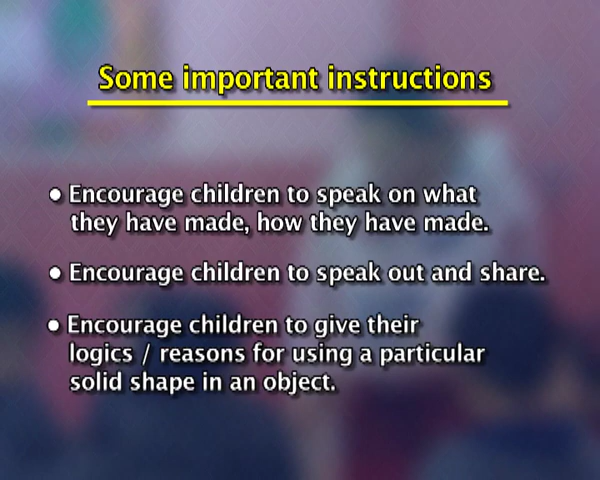 Some important instructions
• Encourage children to speak on what
they have made, how they have made.
• Encourage children to speak out and share.
• Encourage children to give their
logics / reasons for using a particular
solid shape in an object.